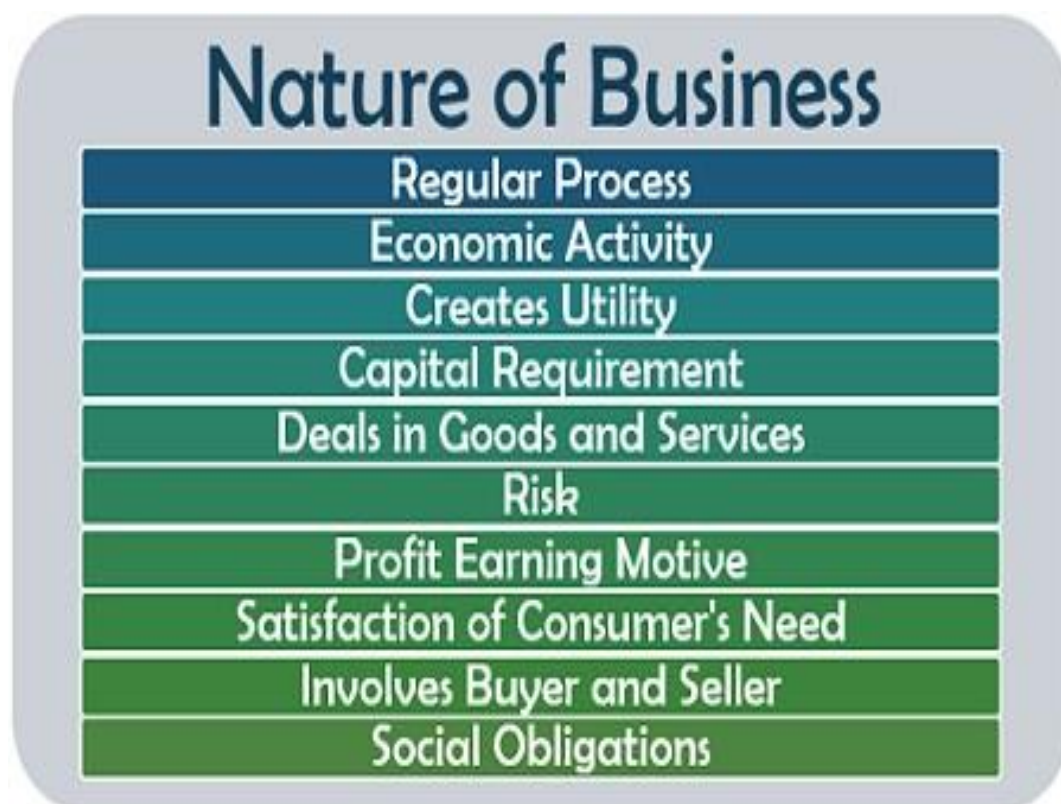 Nature of Business
Regular Process
Economic Activity
Creates Utility
Capital Requirement
Deals in Goods and Services
Risk
Profit Earning Motive
Satisfaction of Consumer's Need
Involves Buyer and Seller
Social Obligations